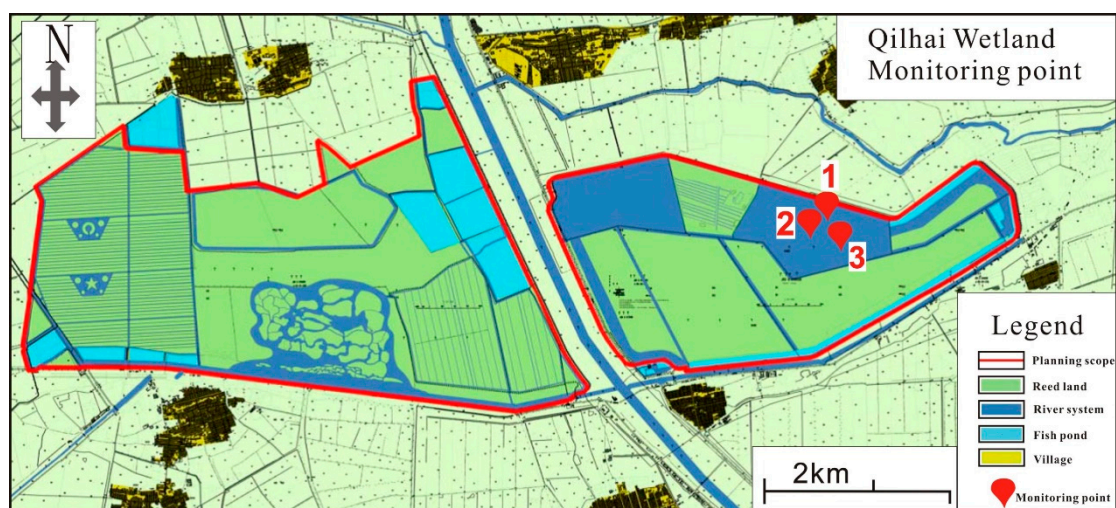 N
Qilhai Wetland
Monitoring point
1
2
3
Legend
Planning scope
Reed land
River system
Fish pond
Village
Monitoring point
2km